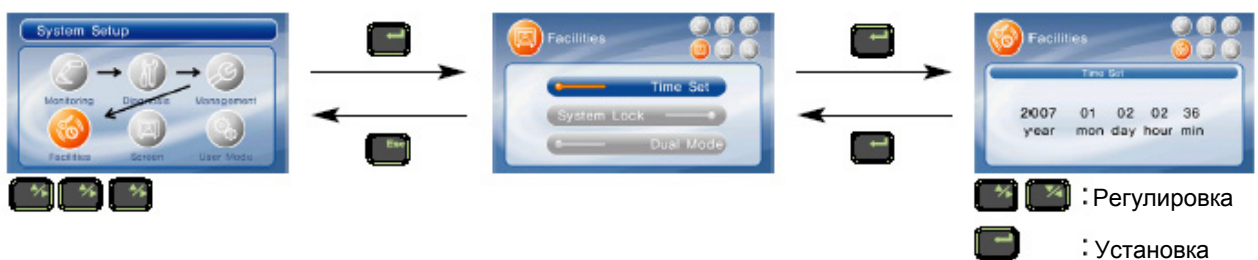 System Setup
Monitoring
Diagnosis
Management
Facilities
Screen
User Mode
Esc
Facilities
Time Set
System Lock
Dual Mode
Facilities
Time Set
2007 01 02 02 36
year mon day hour min
: Регулировка
: Установка